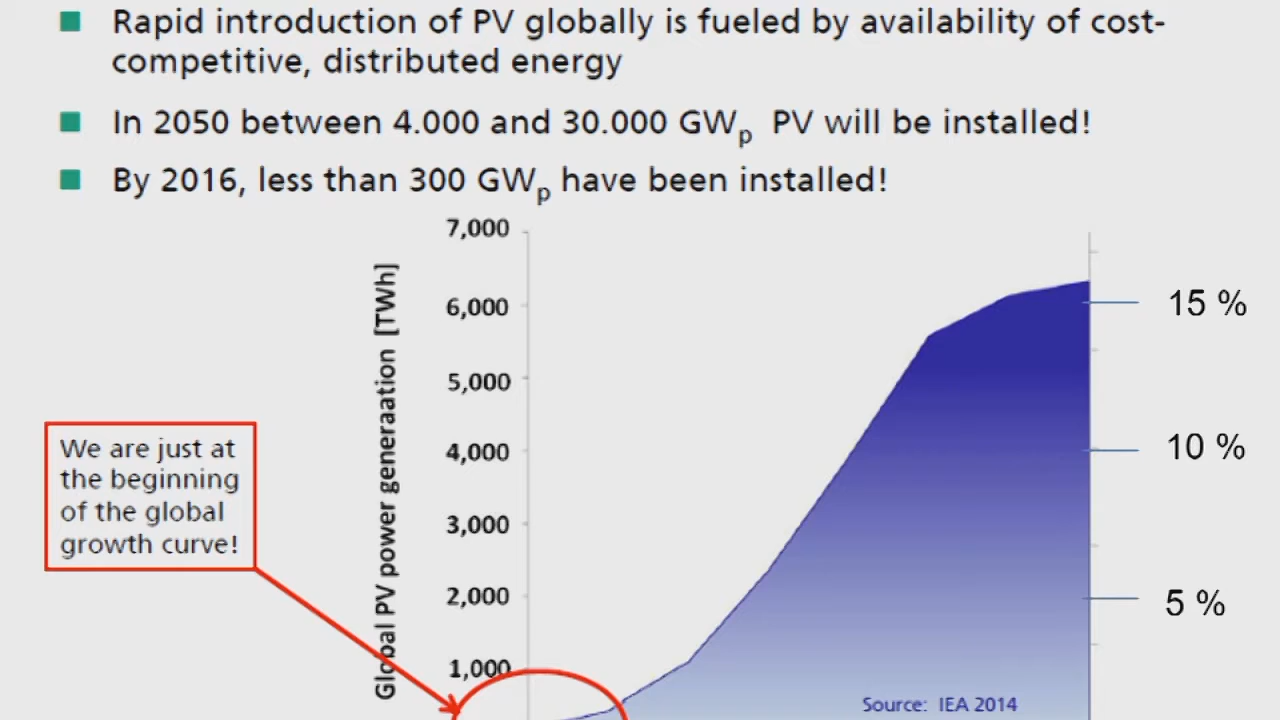 Rapid introduction of PV globally is fueled by availability of cost-
competitive, distributed energy
In 2050 between 4.000 and 30.000 GWp PV will be installed!
By 2016, less than 300 GWp have been installed!
7,000
6,000
5,000
4,000
3,000
2,000
1,000
Global PV power generaation [TWh]
15 %
10 %
5 %
We are just at
the beginning
of the global
growth curve!
Source: IEA 2014